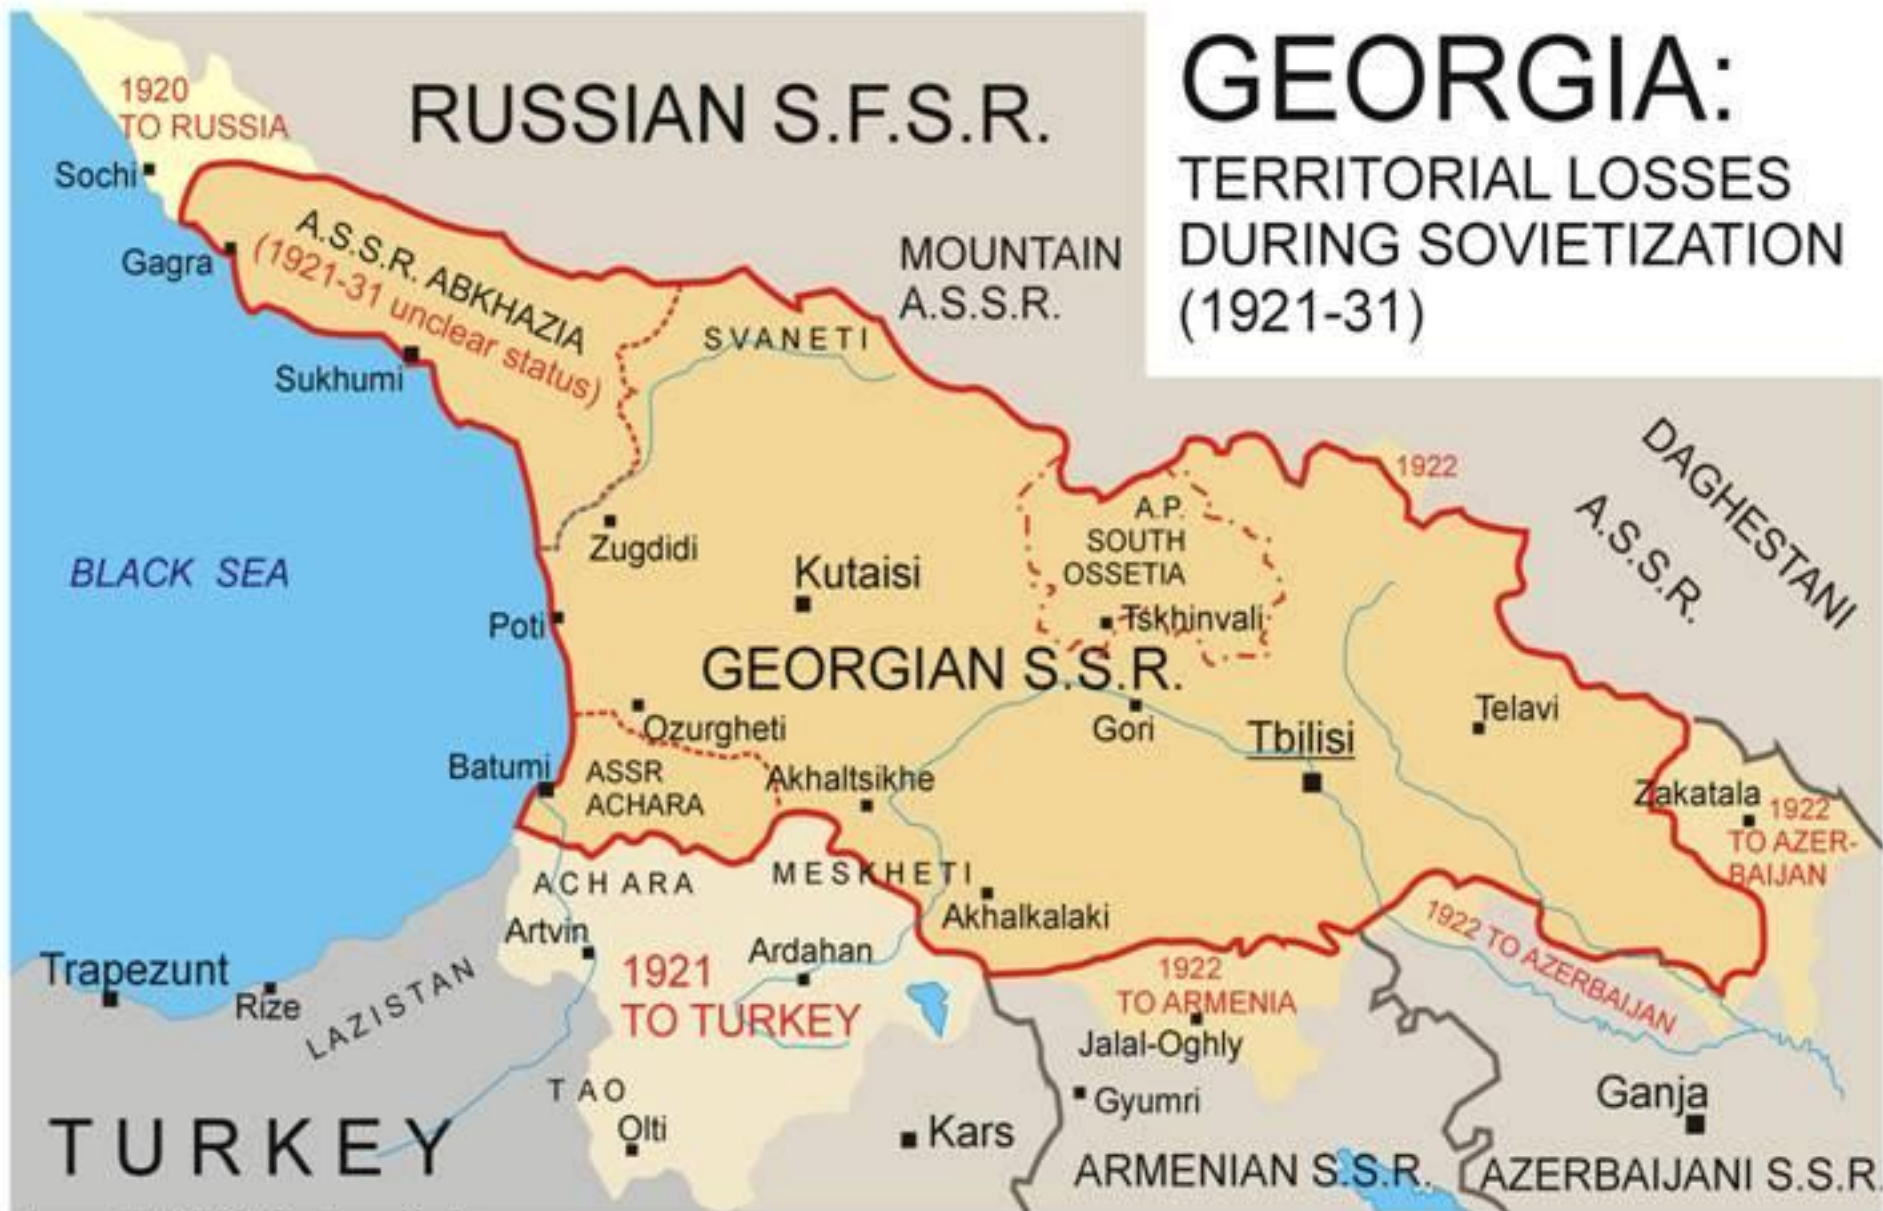 GEORGIA:
TERRITORIAL LOSSES
DURING SOVIETIZATION
(1921-31)
1920
TO RUSSIA
RUSSIAN S.F.S.R.
Sochi
A.S.S.R. ABKHAZIA
(1921-31 unclear status)
Gagra
MOUNTAIN
A.S.S.R.
SVANETI
Sukhumi
1922
DAGHESTANI
A.S.S.R.
A.P.
SOUTH
OSSETIA
Tskhinvali
Zugdidi
Kutaisi
BLACK SEA
Poti
GEORGIAN S.S.R.
Ozurgheti
Gori
Tbilisi
Telavi
Batumi
ASSR
ACHARA
Akhaltsikhe
Zakatala
1922
TO AZER-
BAIJAN
ACHARA
MESKHETI
Akhalkalaki
1922 TO AZERBAIJAN
Artvin
Ardahan
1921
TO TURKEY
1922
TO ARMENIA
Trapezunt
Rize
LAZISTAN
Jalal-Oghly
TAO
Olti
Kars
Gyumri
Ganja
TURKEY
ARMENIAN S.S.R.
AZERBAIJANI S.S.R.